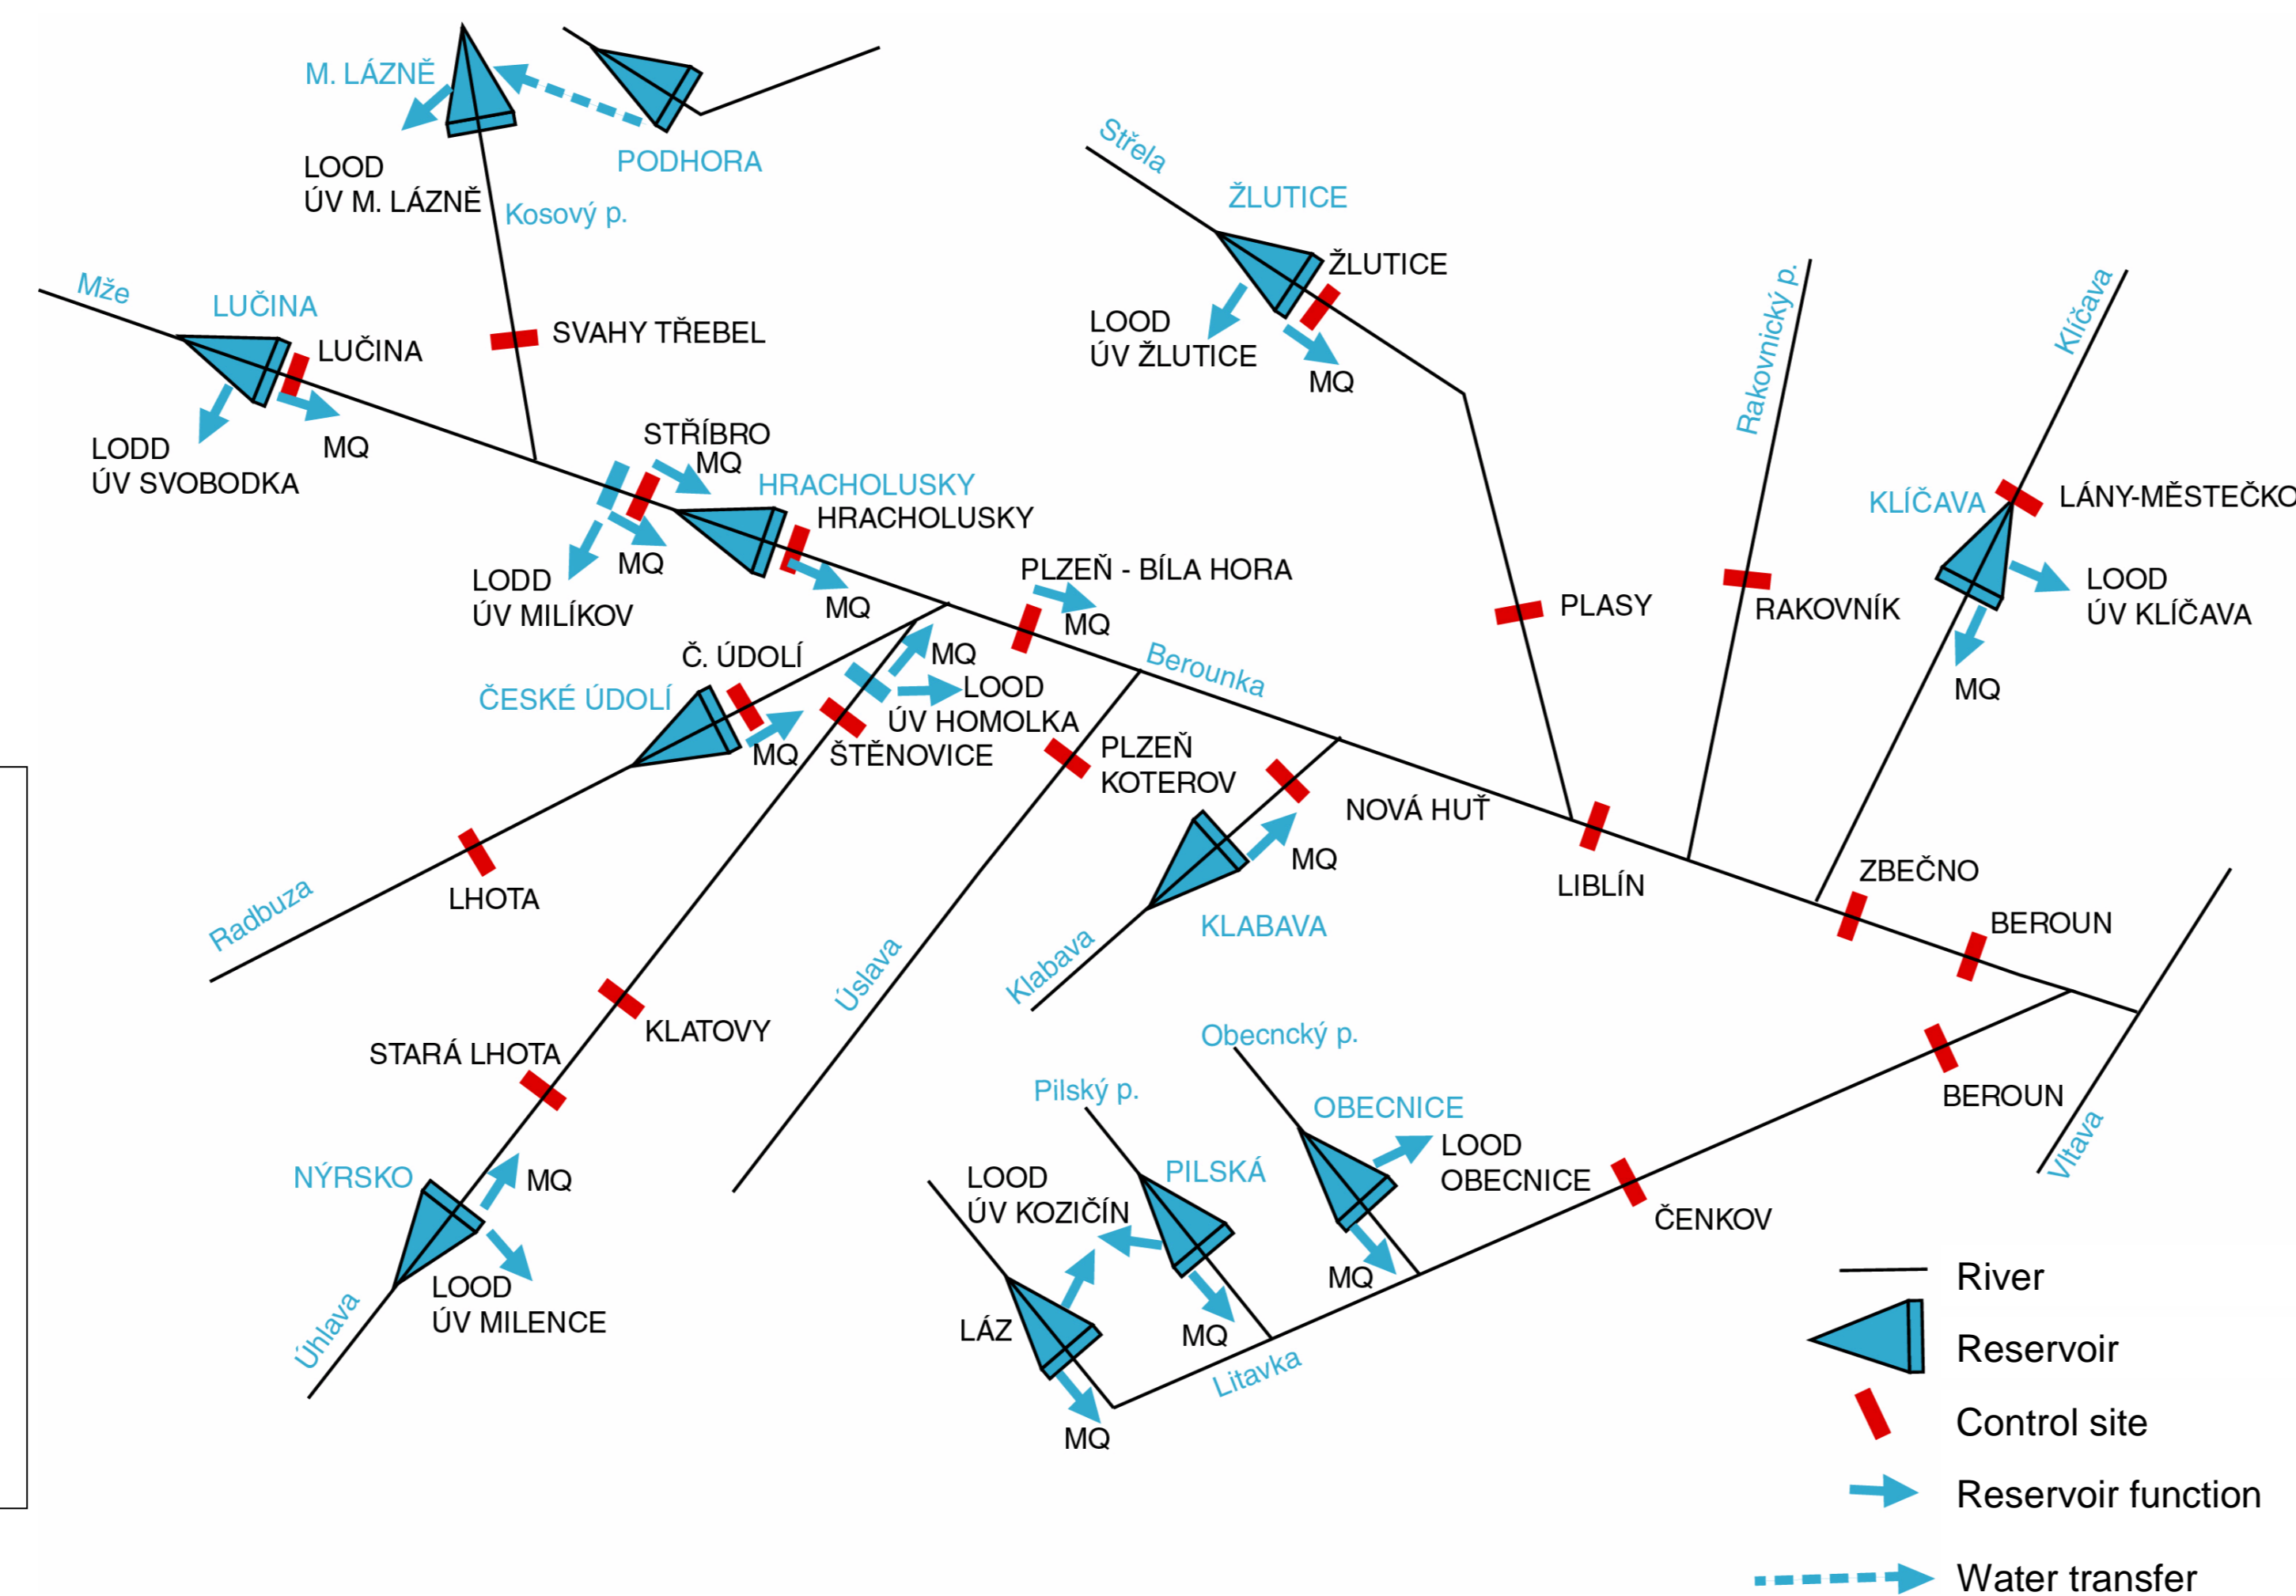 M. LÁZNĚ
LOOD
ÚV M. LÁZNĚ
PODHORA
Kosový p.
Mže
LUČINA
LUČINA
SVAHY TŘEBEL
LODD
ÚV SVOBODKA
MQ
STŘÍBRO
MQ
HRACHOLUSKY
HRACHOLUSKY
MQ
LODD
ÚV MILÍKOV
MQ
PLZEŇ - BÍLA HORA
MQ
Berounka
Střela
ŽLUTICE
ŽLUTICE
LOOD
ÚV ŽLUTICE
MQ
PLASY
Rakovnický p.
RAKOVNÍK
Klíčava
KLÍČAVA
LÁNY-MĚSTEČKO
LOOD
ÚV KLÍČAVA
MQ
Č. ÚDOLÍ
ČESKÉ ÚDOLÍ
MQ
MQ
LOOD
ÚV HOMOLKA
ŠTĚNOVICE
PLZEŇ
KOTEROV
NOVÁ HUŤ
MQ
KLABAVA
Klabava
LIBLÍN
ZBEČNO
BEROUN
LHOTA
Radbuza
Úslava
KLATOVY
STARÁ LHOTA
NÝRSKO
MQ
LOOD
ÚV MILENCE
Úhlava
Obecncký p.
Pilský p.
OBECNICE
LOOD
OBECNICE
LOOD
ÚV KOZIČÍN
PILSKÁ
MQ
MQ
LÁZ
MQ
Litavka
ČENKOV
BEROUN
Vltava
River
Reservoir
Control site
Reservoir function
Water transfer